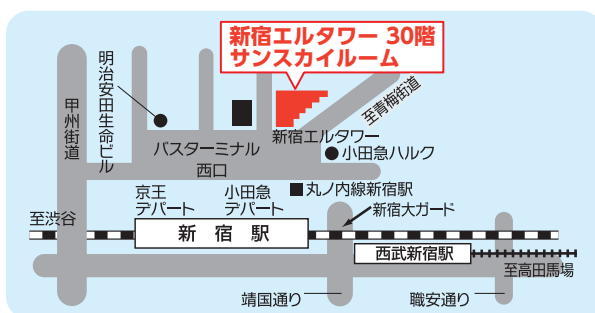 新宿エルタワー 30階
サンスカイルーム
明治安田生命ビル
甲州街道
至青梅街道
新宿エルタワー
バスターミナル
小田急ハルク
西口
丸ノ内線新宿駅
京王
デパート
小田急
デパート
新宿大ガード
至渋谷
新宿駅
西武新宿駅
至高田馬場
靖国通り
職安通り